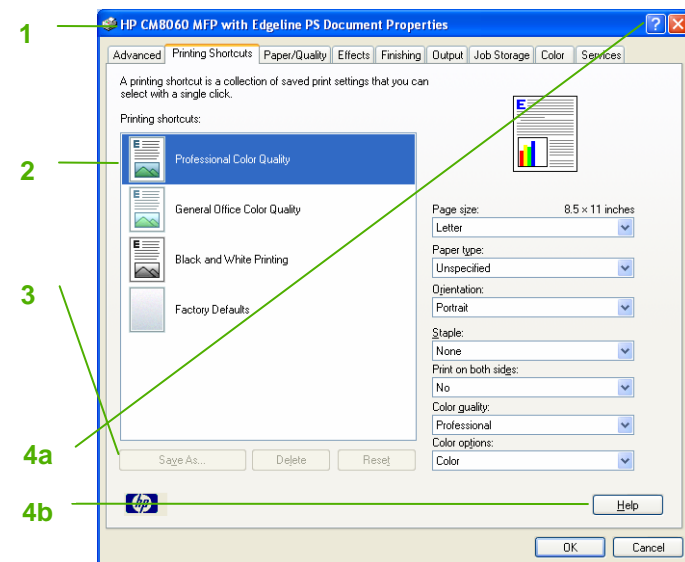 1
HP CM8060 MFP with Edgeline PS Document Properties
?
Advanced Printing Shortcuts Paper/Quality Effects Finishing Output Job Storage Color Services
A printing shortcut is a collection of saved print settings that you can
select with a single click.
Printing shortcuts:
2
E
Professional Color Quality
E
General Office Color Quality
E
Black and White Printing
Factory Defaults
E
Page size: 8.5 × 11 inches
Letter
Paper type:
Unspecified
Orientation:
Portrait
Staple:
None
Print on both sides:
No
Color quality:
Professional
Color options:
Color
3
Save As... Delete Reset
4a
4b
hp
Help
OK Cancel